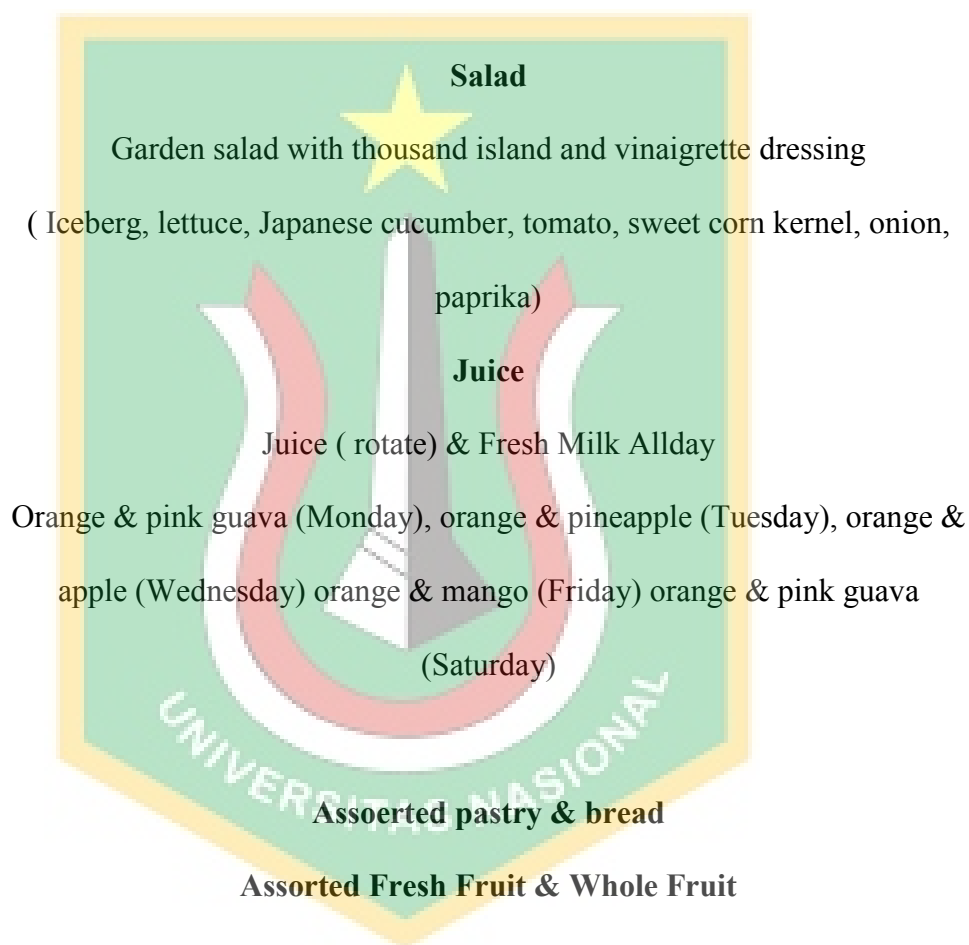 Salad
Garden salad with thousand island and vinaigrette dressing
( Iceberg, lettuce, Japanese cucumber, tomato, sweet corn kernel, onion,
paprika)
Juice
Juice ( rotate) & Fresh Milk Allday
Orange & pink guava (Monday), orange & pineapple (Tuesday), orange &
apple (Wednesday) orange & mango (Friday) orange & pink guava
(Saturday)
UNIVERSITAS NASIONAL
Assoerted pastry & bread
Assorted Fresh Fruit & Whole Fruit